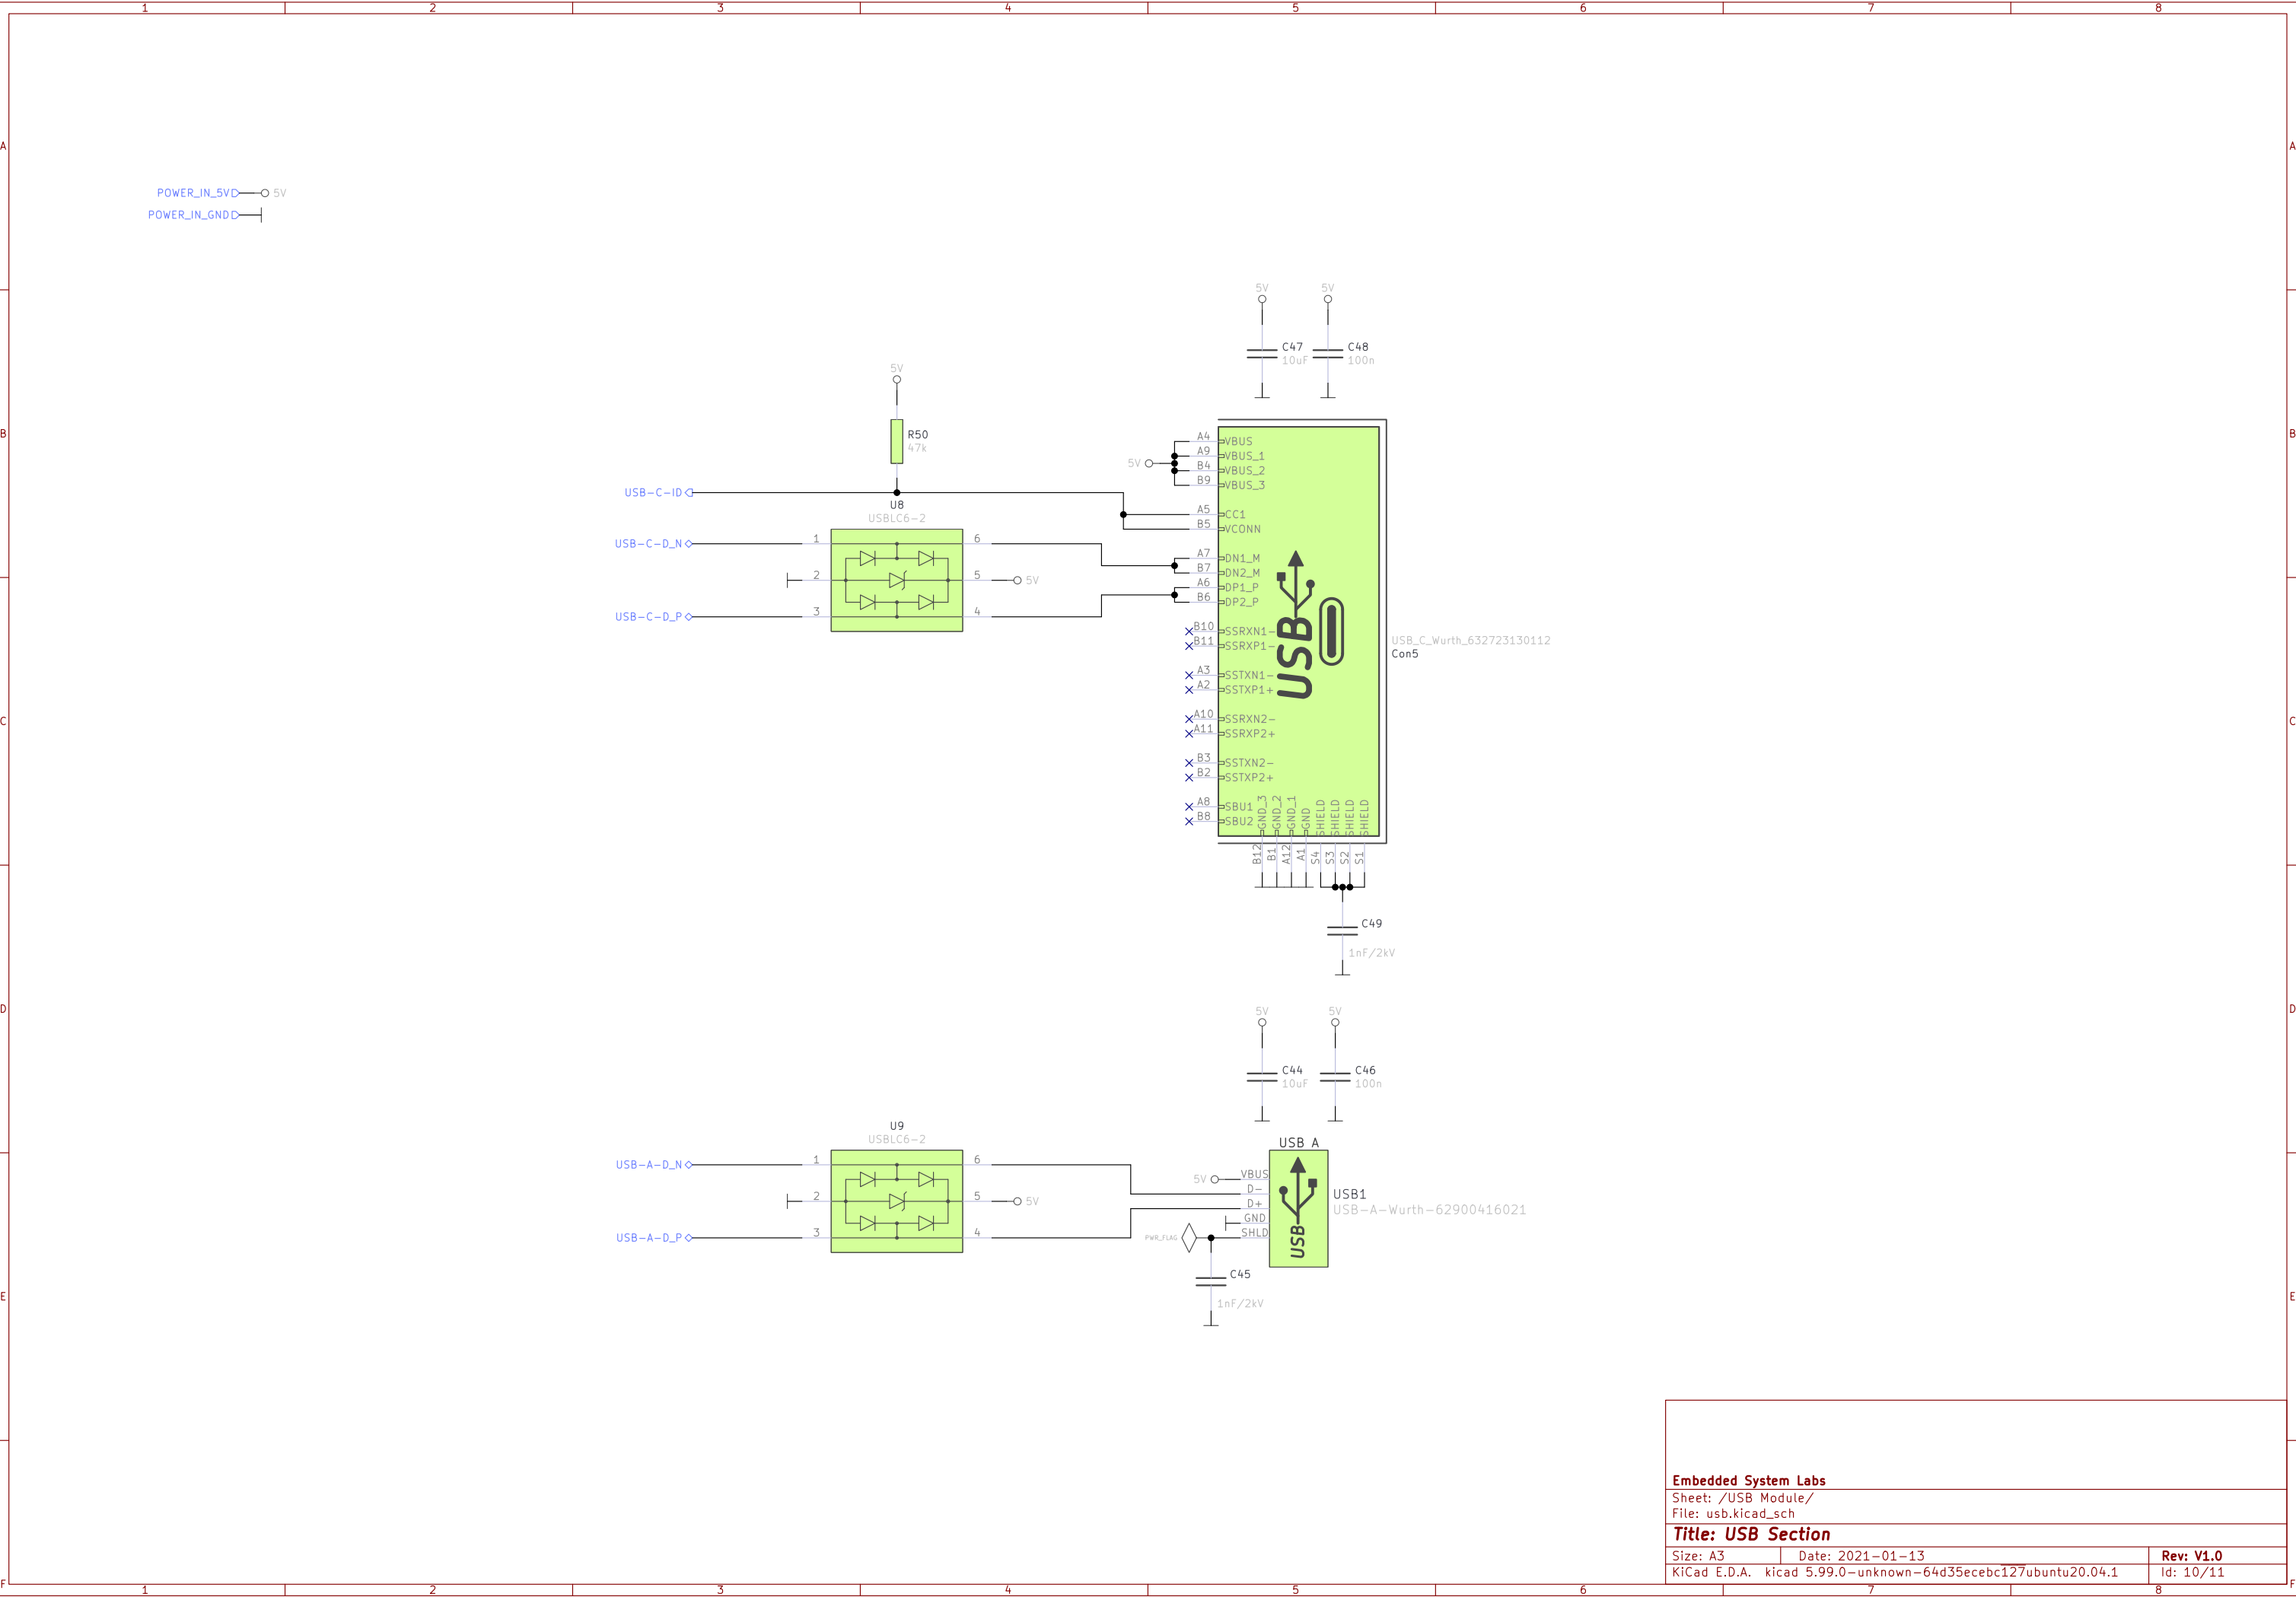 1 2 3 4 5 6 7 8
A A
POWER_IN_5V 5V
POWER_IN_GND
5V 5V
C47 C48
10uF 100n
5V
B B
R50
47k
5V
A4 VBUS
A9 VBUS_1
B4 VBUS_2
B9 VBUS_3
USB-C-ID
A5 CC1
B5 VCONN
U8
USBLC6-2
USB-C-D_N 1 6
2 5 5V
USB-C-D_P 3 4
A7 DN1_M
B7 DN2_M
A6 DP1_P
B6 DP2_P
B10 SSRXN1-
B11 SSRXP1-
USB
USB_C_Wurth_632723130112
Con5
A3 SSTXN1-
A2 SSTXP1+
C C
A10 SSRXN2-
A11 SSRXP2+
B3 SSTXN2-
B2 SSTXP2+
A8 SBU1
B8 SBU2
GND_3 GND_2 GND_1 GND SHIELD SHIELD SHIELD SHIELD
B12 B1 A12 A1 S4 S3 S2 S1
C49
1nF/2kV
D D
5V 5V
C44 C46
10uF 100n
U9
USBLC6-2
USB-A-D_N 1 6
2 5 5V
USB-A-D_P 3 4
USB A
5V VBUS
D-
D+
GND
PWR_FLAG SHLD
USB
USB1
USB-A-Wurth-62900416021
C45
1nF/2kV
E E
Embedded System Labs
Sheet: /USB Module/
File: usb.kicad_sch
Title: USB Section
Size: A3 Date: 2021-01-13 Rev: V1.0
KiCad E.D.A. kicad 5.99.0-unknown-64d35ecebc127ubuntu20.04.1 Id: 10/11
F F
1 2 3 4 5 6 7 8